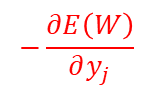 − ∂E(W) / ∂y_j